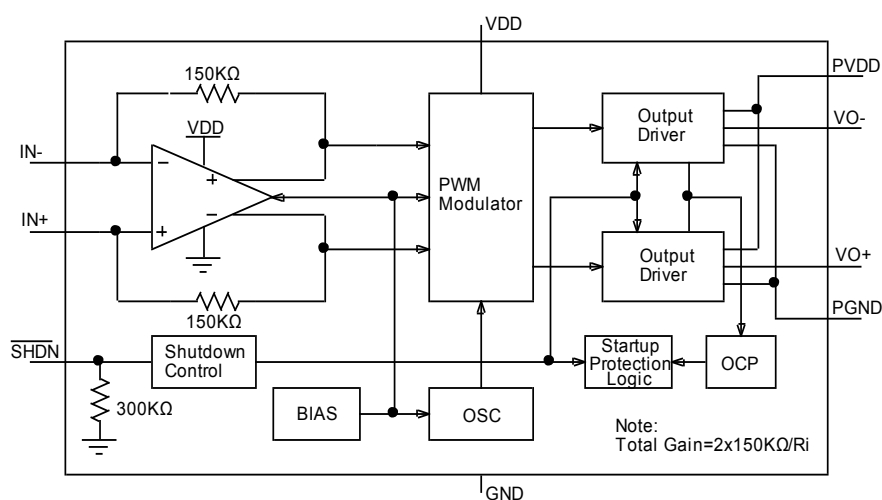 VDD
150KΩ
PVDD
VDD
Output
Driver
VO-
IN-
−
+
PWM
Modulator
IN+
+
−
Output
Driver
VO+
150KΩ
PGND
SHDN
Shutdown
Control
Startup
Protection
Logic
OCP
300KΩ
BIAS
OSC
Note:
Total Gain=2x150KΩ/Ri
GND